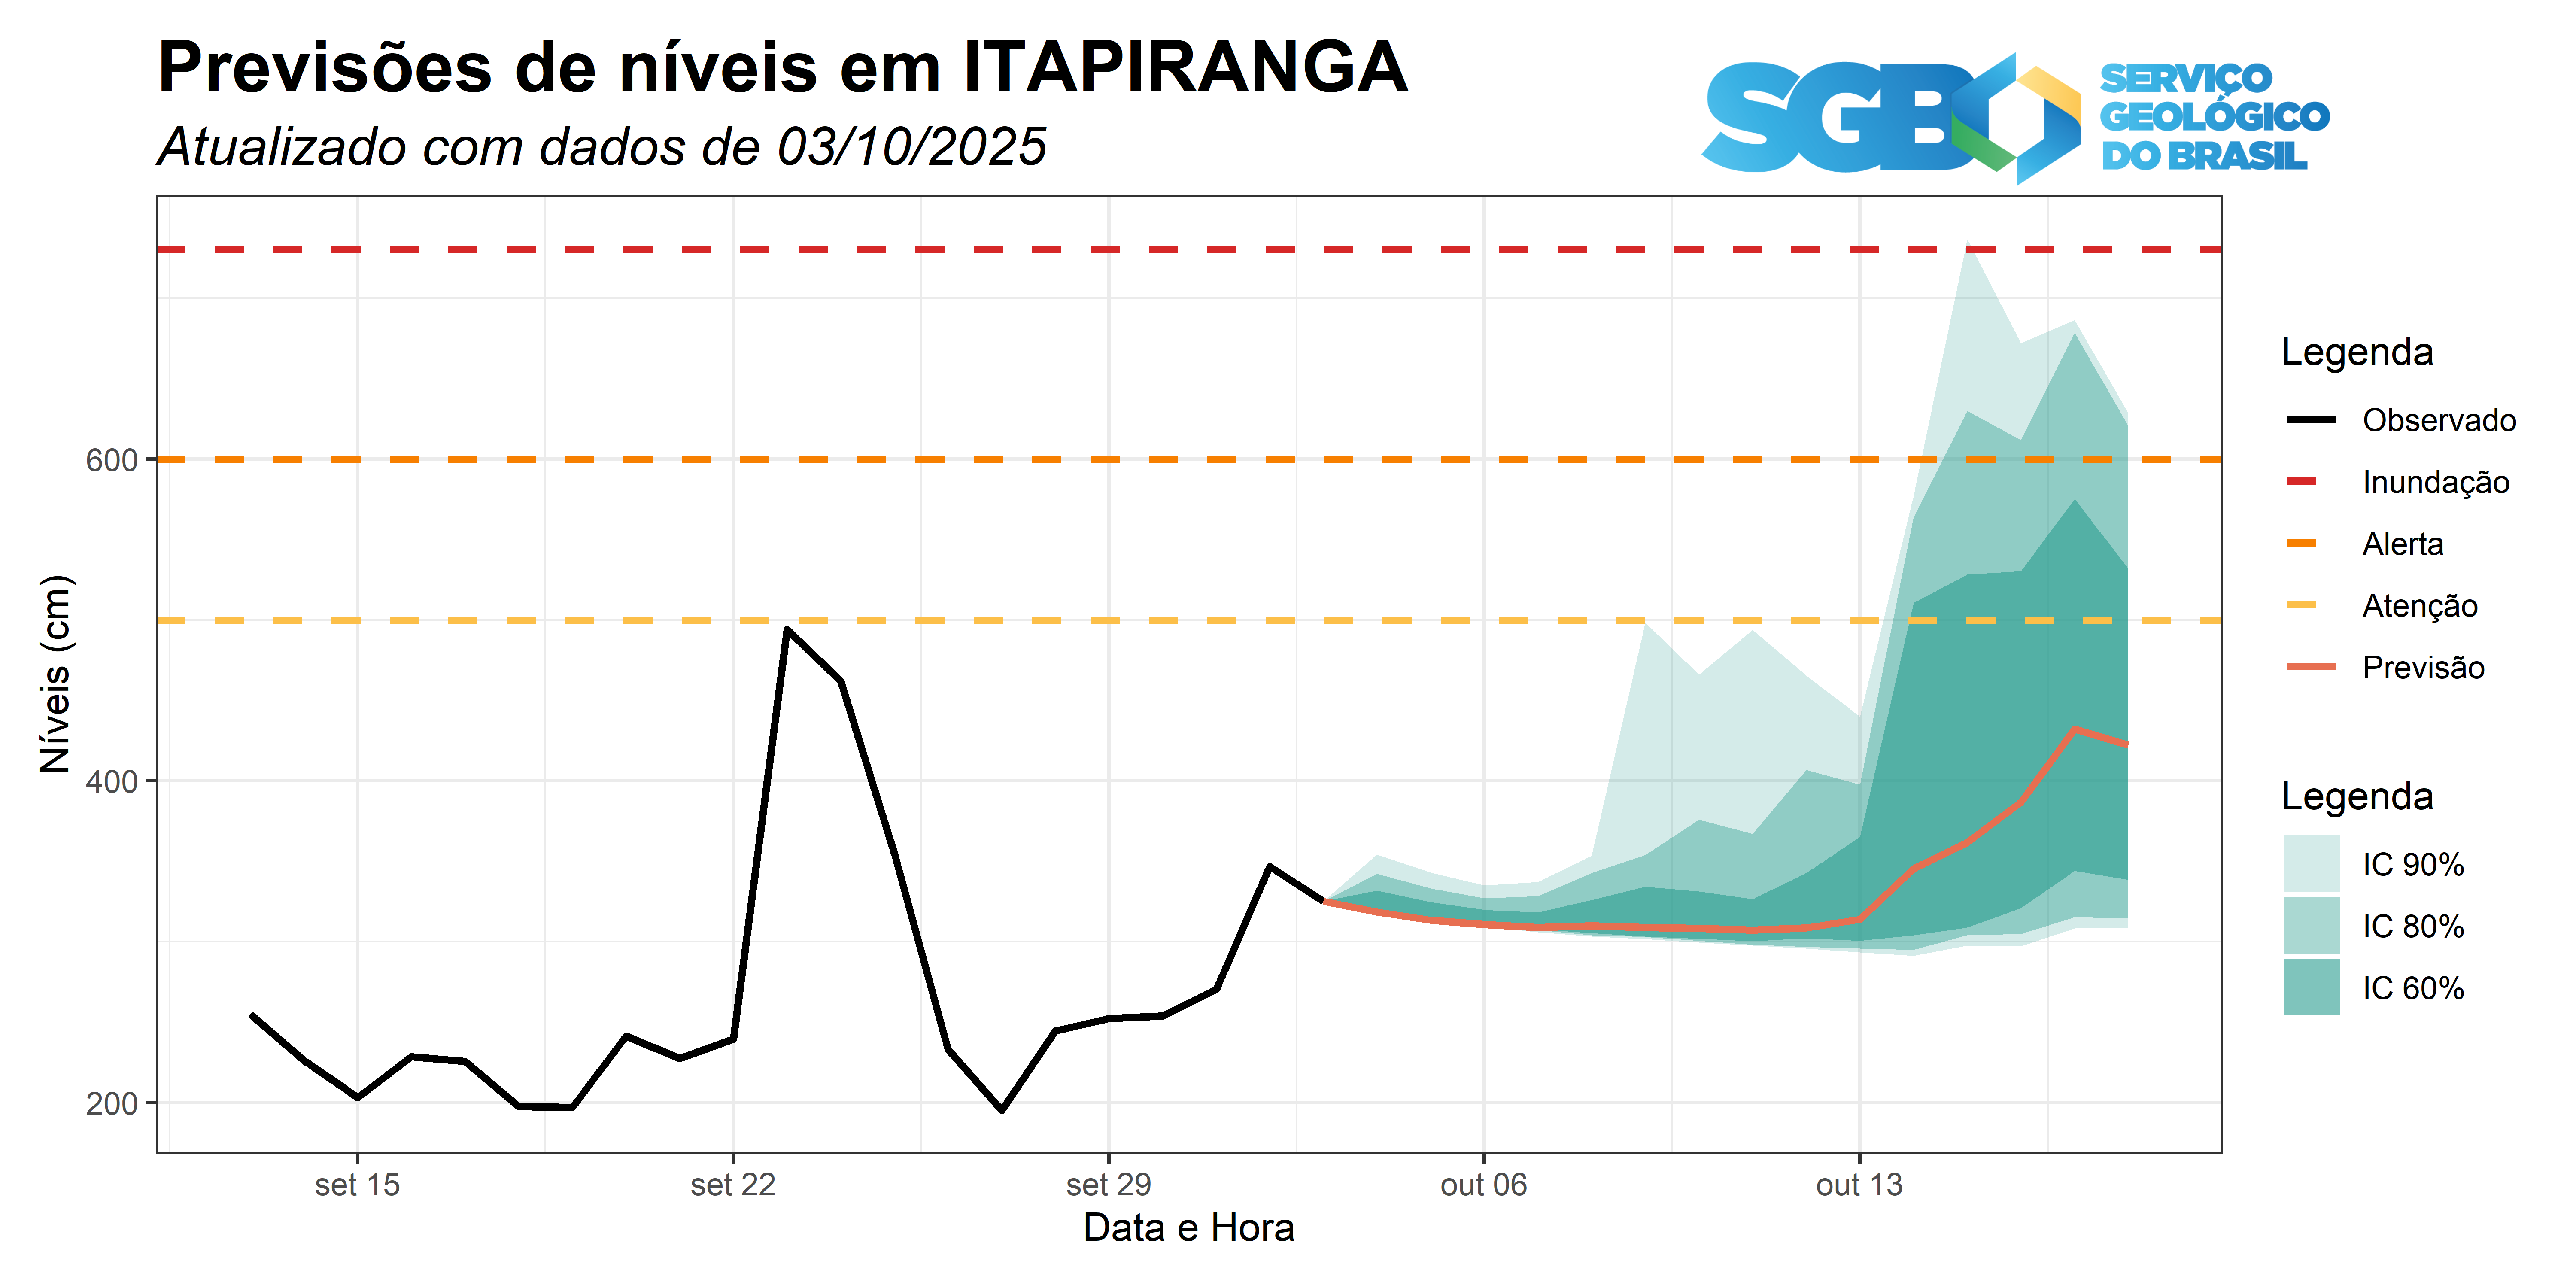 Previsões de níveis em ITAPIRANGA
Atualizado com dados de 03/10/2025
SGB
SERVIÇO
GEOLÓGICO
DO BRASIL
Níveis (cm)
600
400
200
set 15
set 22
set 29
out 06
out 13
Data e Hora
Legenda
Observado
Inundação
Alerta
Atenção
Previsão
Legenda
IC 90%
IC 80%
IC 60%